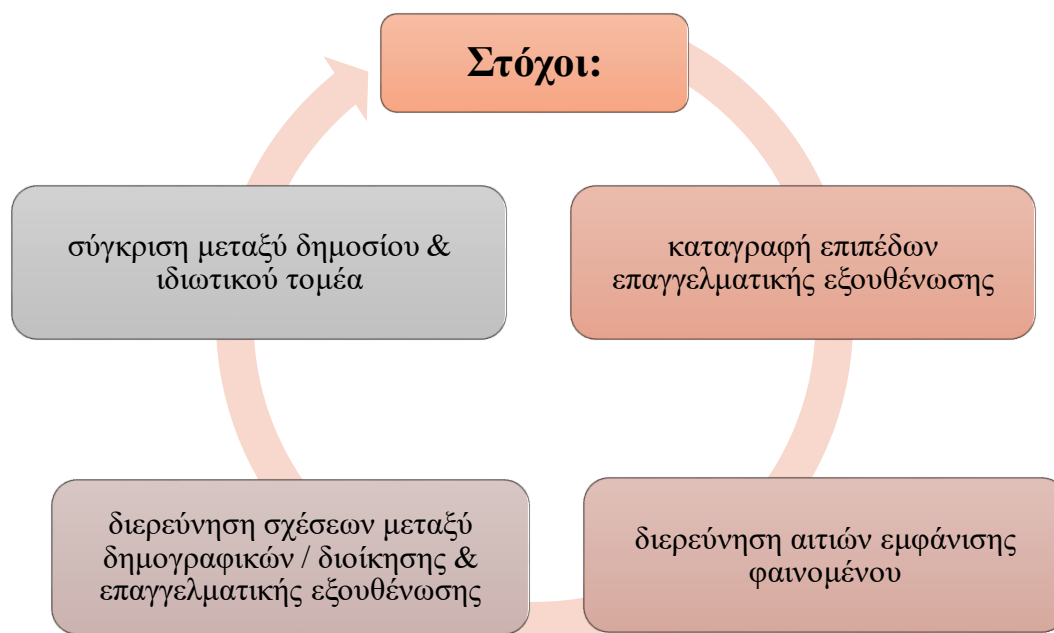 Στόχοι:
καταγραφή επιπέδων
επαγγελματικής εξουθένωσης
διερεύνηση αιτιών εμφάνισης
φαινομένου
διερεύνηση σχέσεων μεταξύ
δημογραφικών / διοίκησης &
επαγγελματικής εξουθένωσης
σύγκριση μεταξύ δημοσίου &
ιδιωτικού τομέα